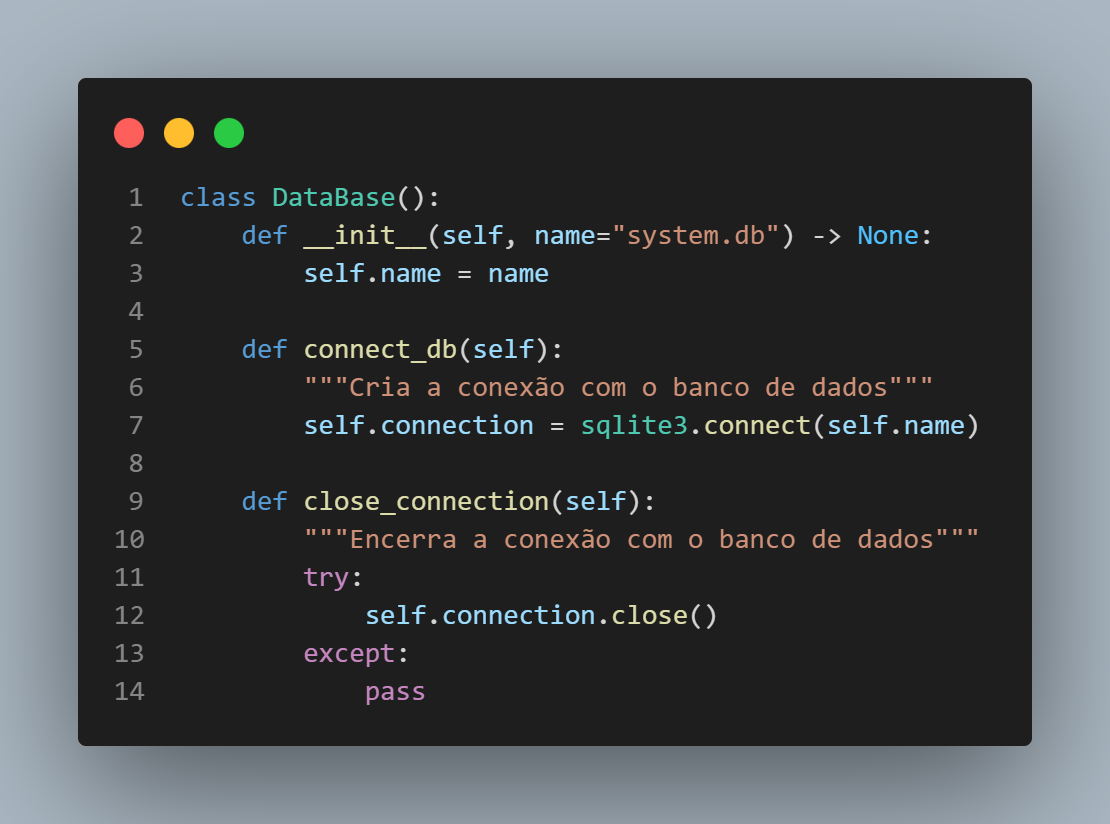 1 class DataBase():
2     def __init__(self, name="system.db") -> None:
3         self.name = name
4
5     def connect_db(self):
6         """Cria a conexão com o banco de dados"""
7         self.connection = sqlite3.connect(self.name)
8
9     def close_connection(self):
10         """Encerra a conexão com o banco de dados"""
11         try:
12             self.connection.close()
13         except:
14             pass